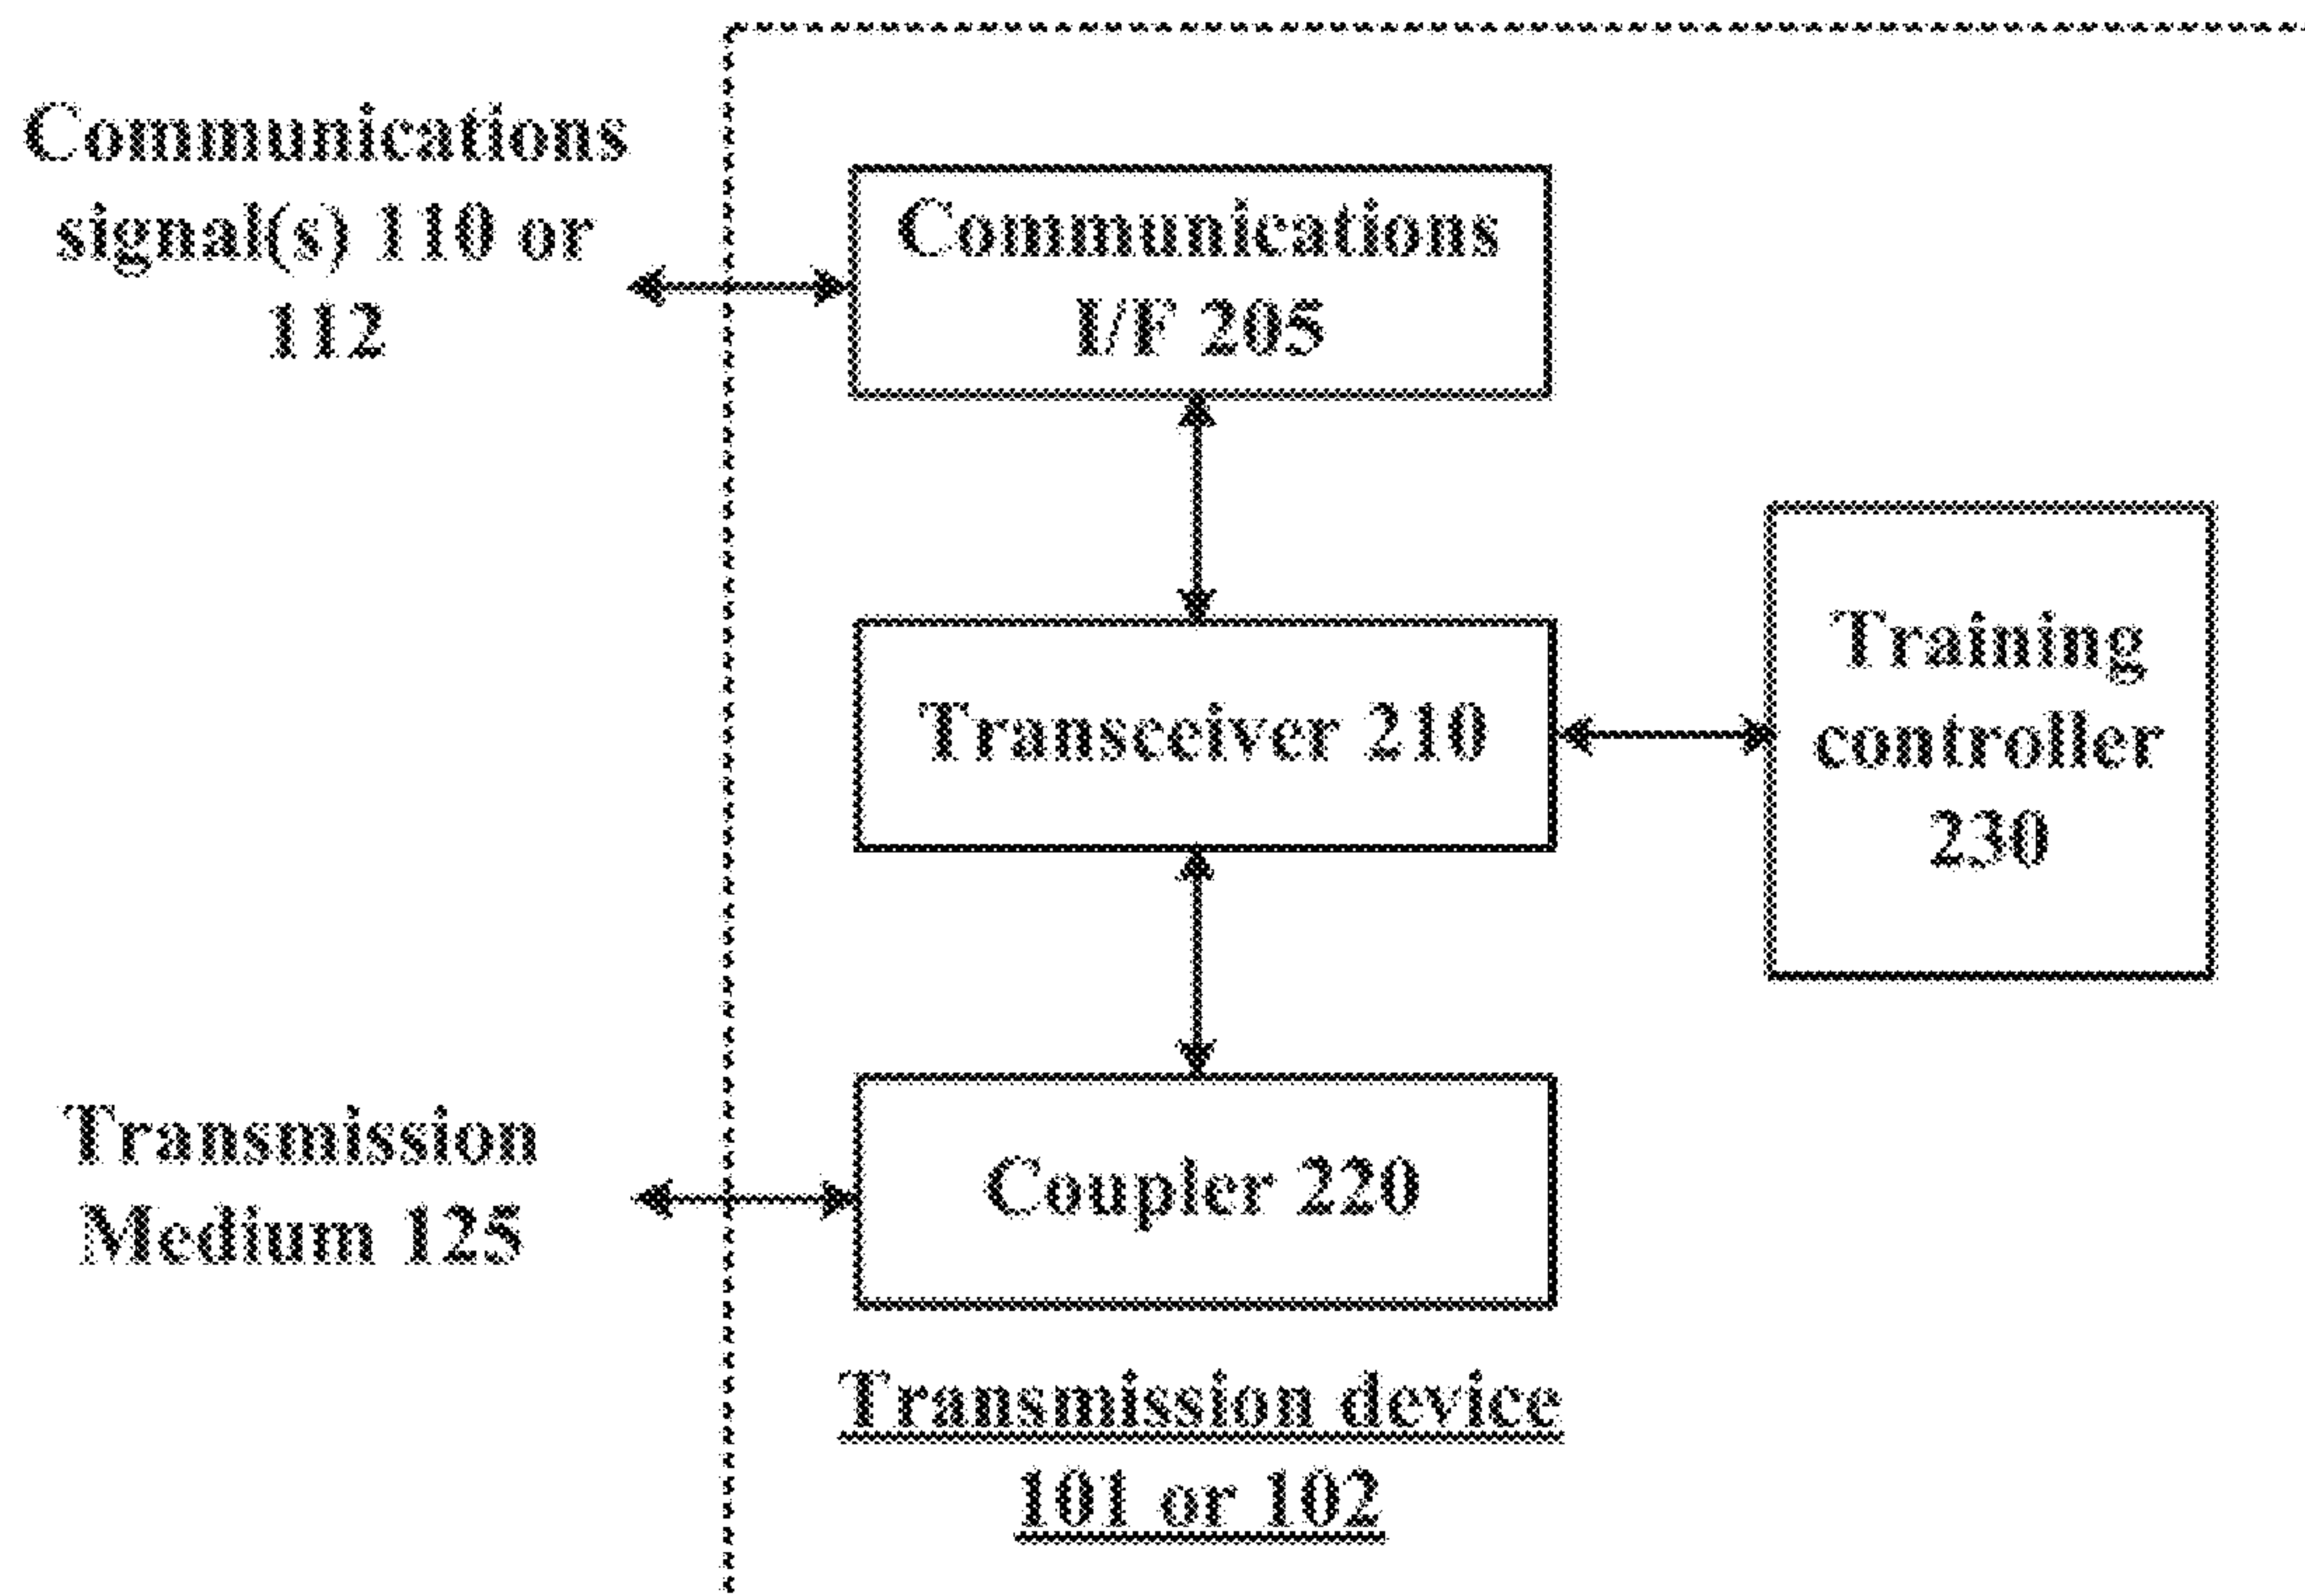 Communications
signal(s) 110 or
112
Communications
I/F 205
Transceiver 210
Training
controller
230
Transmission
Medium 125
Coupler 220
Transmission device
101 or 102